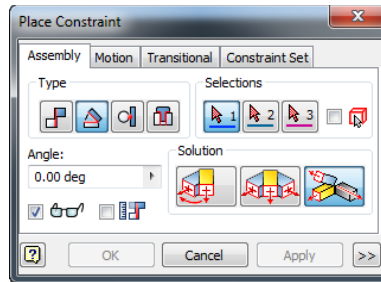 Place Constraint
Assembly Motion Transitional Constraint Set
Type Selections
1 2 3
Angle: Solution
0.00 deg
OK Cancel Apply >>